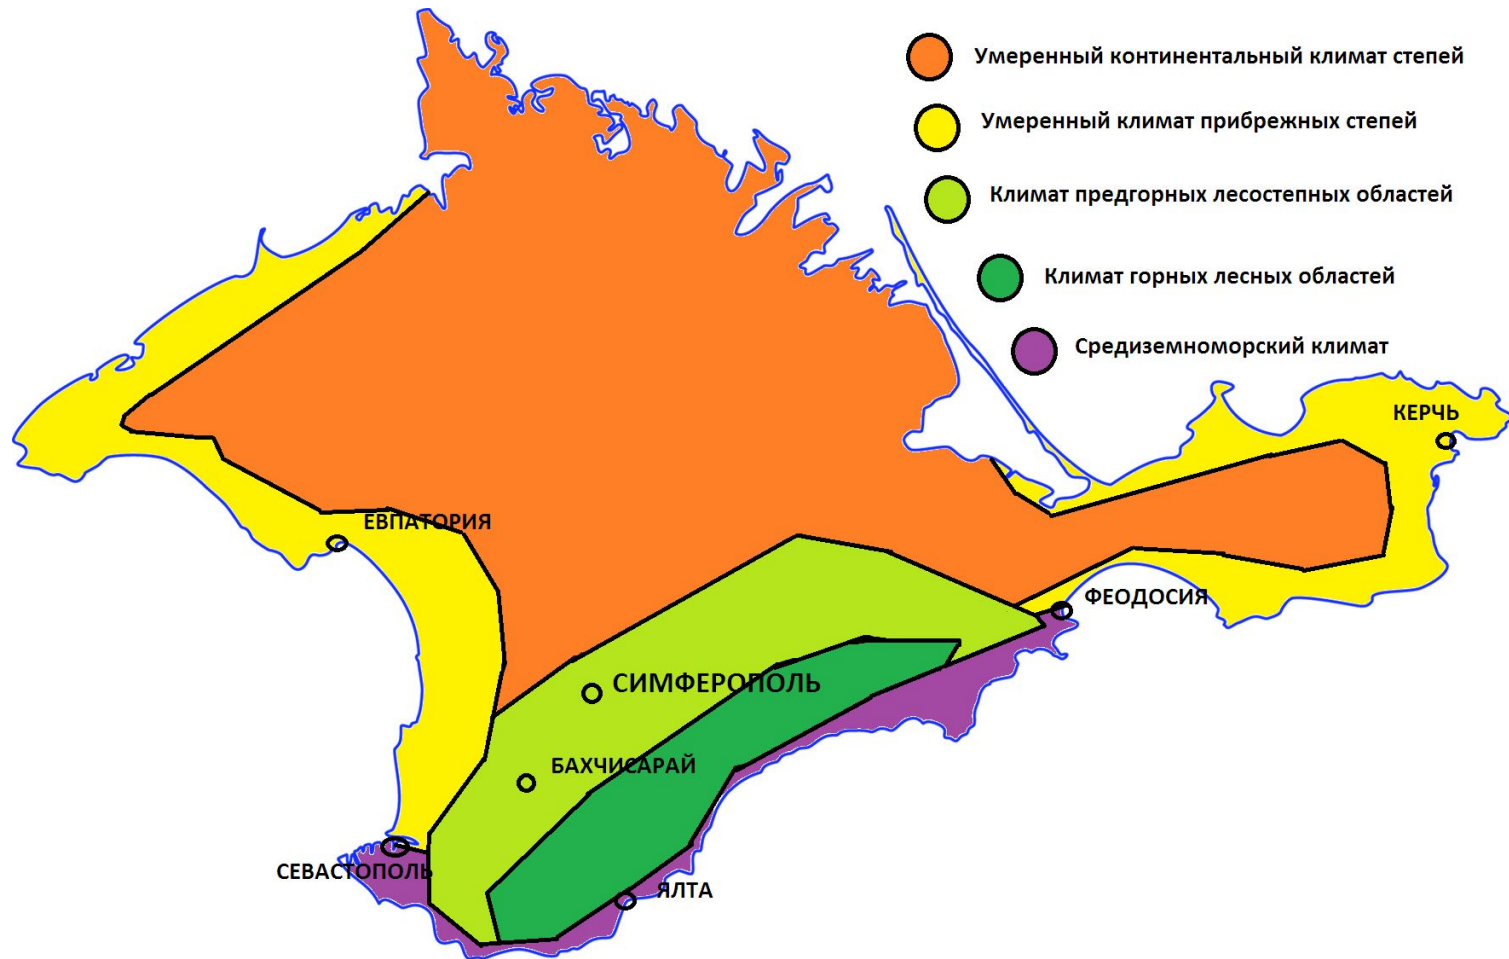 Умеренный континентальный климат степей
Умеренный климат прибрежных степей
Климат предгорных лесостепных областей
Климат горных лесных областей
Средиземноморский климат
КЕРЧЬ
ЕВПАТОРИЯ
ФЕОДОСИЯ
СИМФЕРОПОЛЬ
БАХЧИСАРАЙ
СЕВАСТОПОЛЬ
ЯЛТА